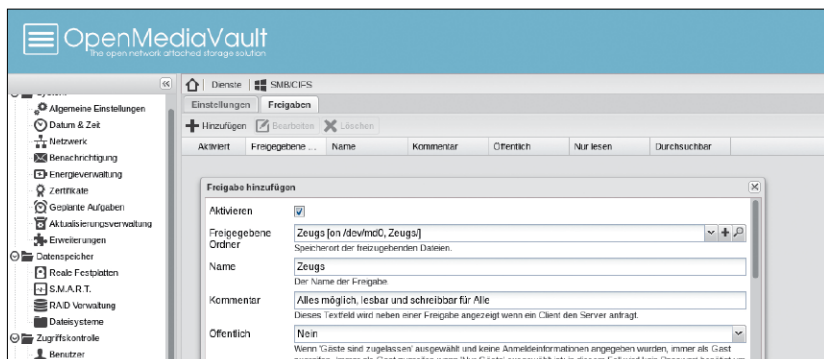 OpenMediaVault
The open network attached storage solution
System
Allgemeine Einstellungen
Datum & Zeit
Netzwerk
Benachrichtigung
Energieverwaltung
Zertifikate
Geplante Aufgaben
Aktualisierungsverwaltung
Erweiterungen
Datenspeicher
Reale Festplatten
S.M.A.R.T.
RAID Verwaltung
Dateisysteme
Zugriffskontrolle
Benutzer
Dienste | SMB/CIFS
Einstellungen Freigaben
Hinzufügen Bearbeiten Löschen
Aktiviert Freigegebene ... Name Kommentar Öffentlich Nur lesen Durchsuchbar
Freigabe hinzufügen
Aktivieren
Freigegebene Ordner
Zeugs [on /dev/md0, Zeugs/]
Speicherort der freizugebenden Dateien.
Name
Zeugs
Der Name der Freigabe.
Kommentar
Alles möglich, lesbar und schreibbar für Alle
Dieses Textfeld wird neben einer Freigabe angezeigt wenn ein Client den Server anfragt.
Öffentlich
Nein
Wenn 'Gäste sind zugelassen' ausgewählt und keine Anmeldeinformationen angegeben wurden, immer als Gast